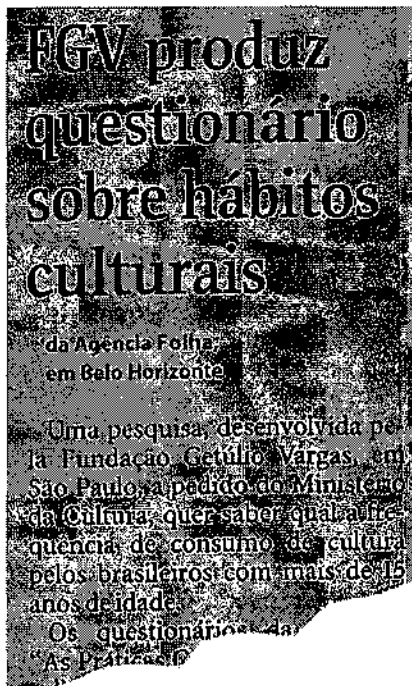 FGV produz
questionário
sobre hábitos
culturais
da Agência Folha,
em Belo Horizonte
Uma pesquisa, desenvolvida pe-
la Fundação Getúlio Vargas, em
São Paulo, a pedido do Ministério
da Cultura, quer saber qual a fre-
quência de consumo de cultura
pelos brasileiros com mais de 15
anos de idade.
Os questionários da
"As Práticas